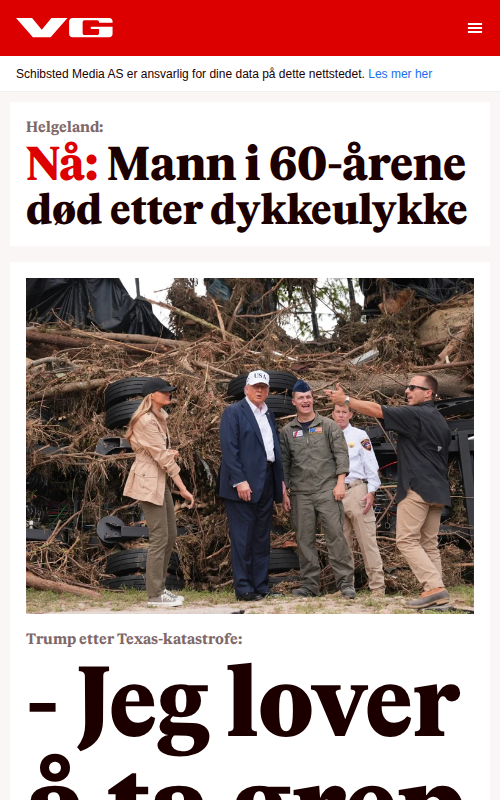 VG
Schibsted Media AS er ansvarlig for dine data på dette nettstedet. Les mer her
Helgeland:
Nå: Mann i 60-årene
død etter dykkeulykke
USA
Trump etter Texas-katastrofe:
- Jeg lover
å ta grep